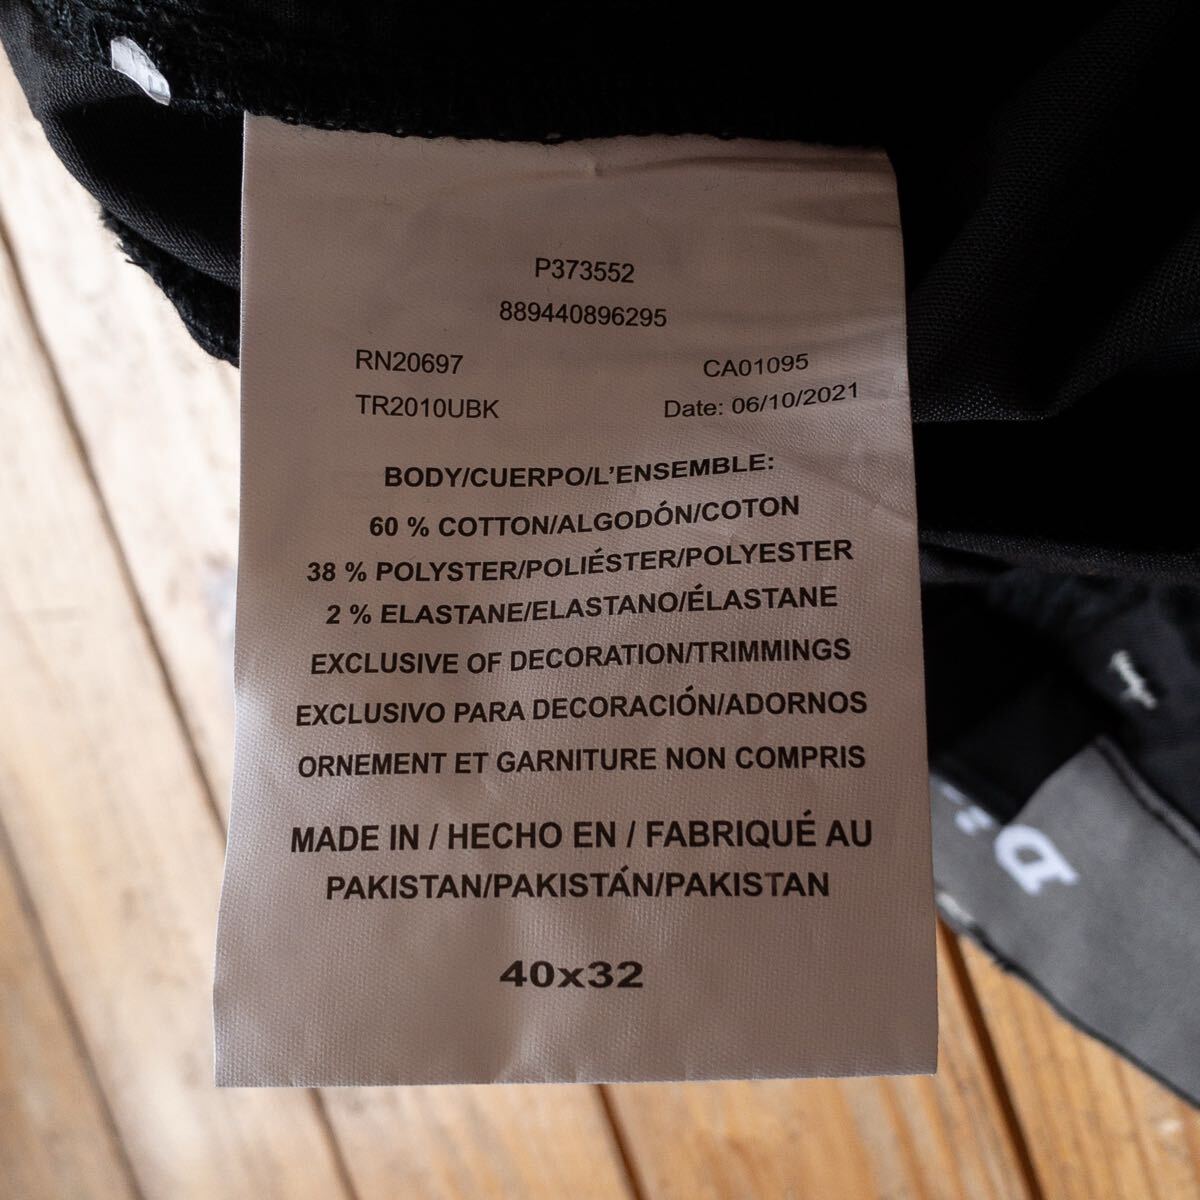 P373552
889440896295
RN20697 CA01095
TR2010UBK Date: 06/10/2021
BODY/CUERPO/L'ENSEMBLE:
60 % COTTON/ALGODÓN/COTON
38 % POLYSTER/POLIÉSTER/POLYESTER
2 % ELASTANE/ELASTANO/ÉLASTANE
EXCLUSIVE OF DECORATION/TRIMMINGS
EXCLUSIVO PARA DECORACIÓN/ADORNOS
ORNEMENT ET GARNITURE NON COMPRIS
MADE IN / HECHO EN / FABRIQUÉ AU
PAKISTAN/PAKISTÁN/PAKISTAN
40x32